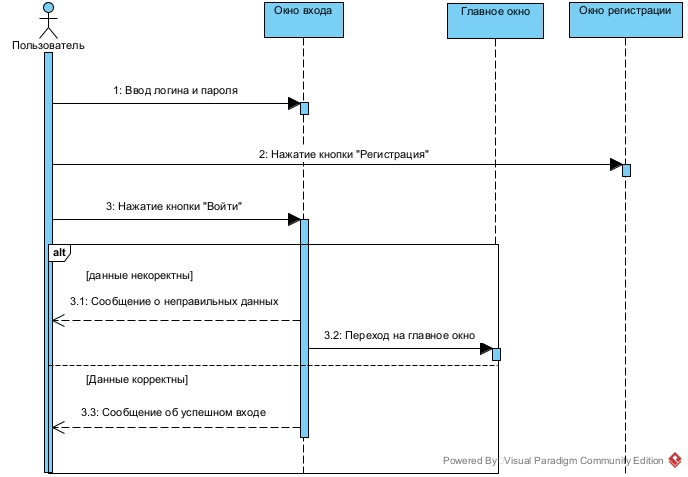 Окно входа
Главное окно
Окно регистрации
Пользователь
1: Ввод логина и пароля
2: Нажатие кнопки "Регистрация"
3: Нажатие кнопки "Войти"
alt
[данные некоректны]
3.1: Сообщение о неправильных данных
3.2: Переход на главное окно
[Данные корректны]
3.3: Сообщение об успешном входе
Powered By Visual Paradigm Community Edition